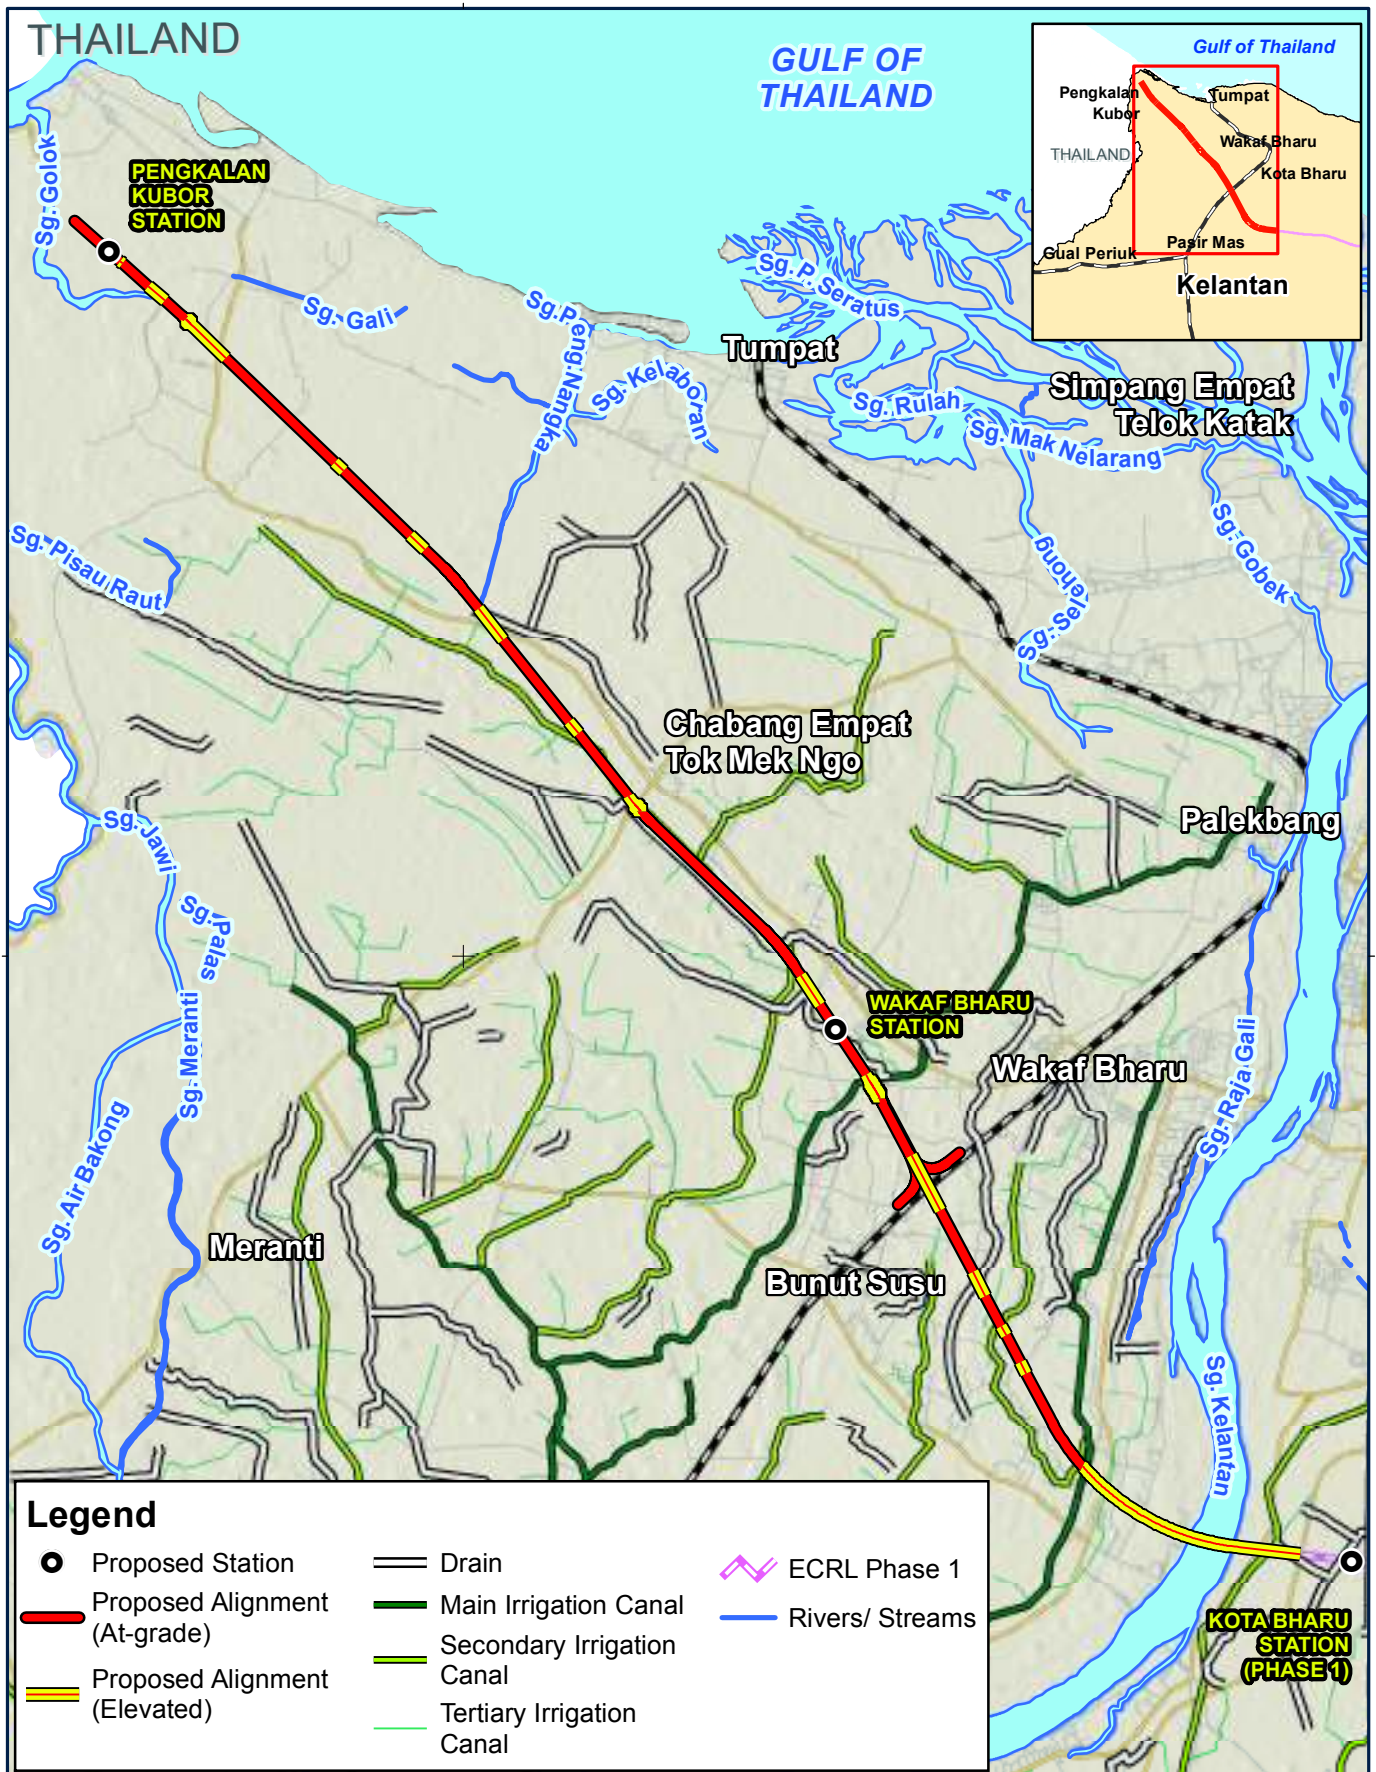 THAILAND
GULF OF
THAILAND
Gulf of Thailand
Pengkalan
Kubor
Tumpat
THAILAND
Wakaf Bharu
Kota Bharu
Gual Periuk
Pasir Mas
Kelantan
PENGKALAN
KUBOR
STATION
Sg. Golok
Sg. Gali
Sg. Peng. Nangka
Sg. Kelaboran
Sg. P. Seratus
Tumpat
Sg. Rulah
Sg. Mak Nelarang
Simpang Empat
Telok Katak
Sg. Gobek
Sg. Selehong
Sg. Pisau Raut
Chabang Empat
Tok Mek Ngo
Palekbang
Sg. Jawi
Sg. Palas
Sg. Meranti
Sg. Air Bakong
WAKAF BHARU
STATION
Wakaf Bharu
Sg. Raja Gali
Meranti
Bunut Susu
Sg. Kelantan
KOTA BHARU
STATION
(PHASE 1)
Legend
Proposed Station
Proposed Alignment
(At-grade)
Proposed Alignment
(Elevated)
Drain
Main Irrigation Canal
Secondary Irrigation
Canal
Tertiary Irrigation
Canal
ECRL Phase 1
Rivers/ Streams